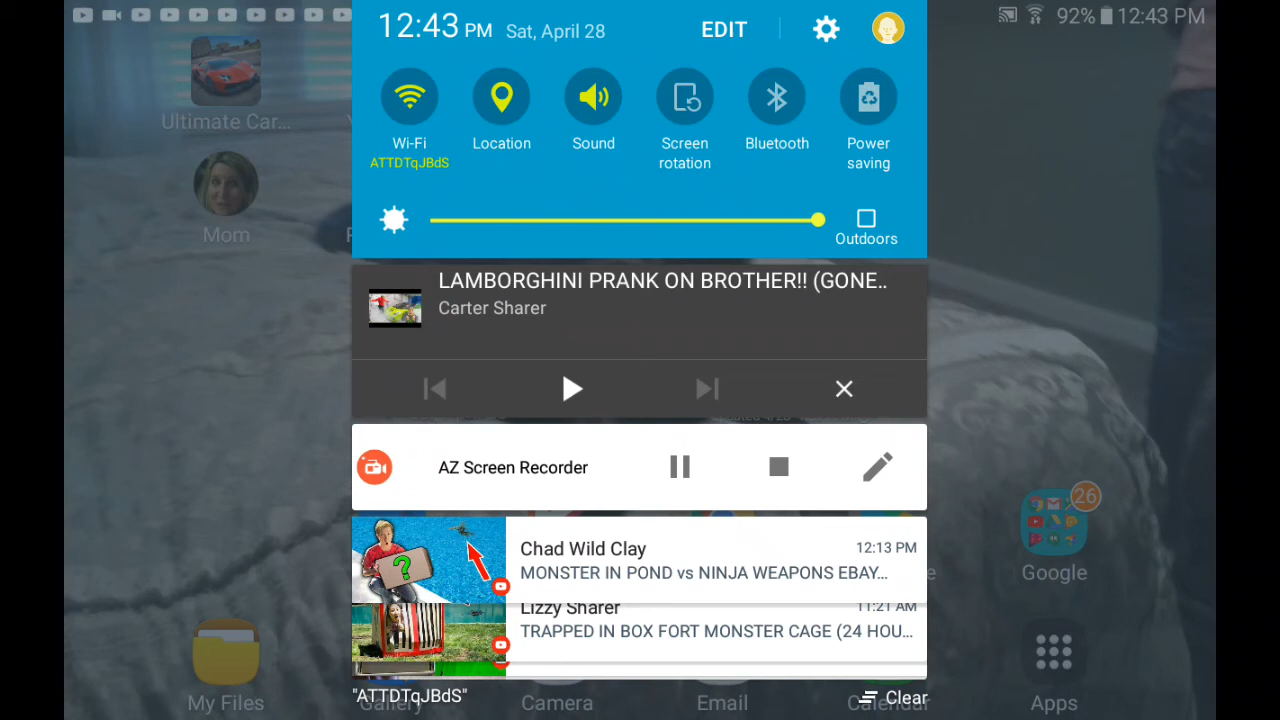 12:43 PM Sat, April 28 EDIT
92% 12:43 PM
Ultimate Car...
Wi-Fi
ATTDTqJBdS
Location
Sound
Screen
rotation
Bluetooth
Power
saving
Mom
Outdoors
LAMBORGHINI PRANK ON BROTHER!! (GONE..
Carter Sharer
AZ Screen Recorder
26
Chad Wild Clay 12:13 PM
MONSTER IN POND vs NINJA WEAPONS EBAY...
?
Google
Lizzy Sharer 11:21 AM
TRAPPED IN BOX FORT MONSTER CAGE (24 HOU...
"ATTDTqJBdS"
Clear
My Files
Gallery
Camera
Email
Calendar
Apps